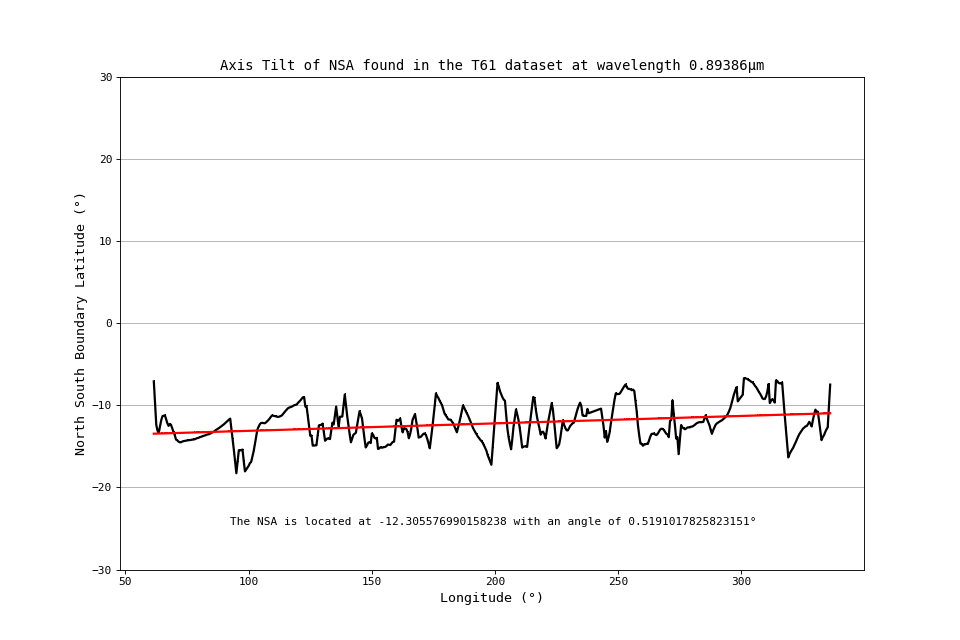 Axis Tilt of NSA found in the T61 dataset at wavelength 0.89386μm
30
20
10
0
−10
−20
−30
North South Boundary Latitude (°)
The NSA is located at -12.305576990158238 with an angle of 0.5191017825823151°
50 100 150 200 250 300
Longitude (°)